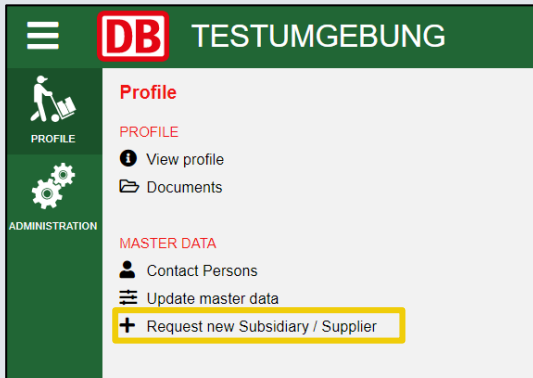 DB TESTUMGEBUNG
PROFILE
ADMINISTRATION
Profile
PROFILE
View profile
Documents
MASTER DATA
Contact Persons
Update master data
Request new Subsidiary / Supplier